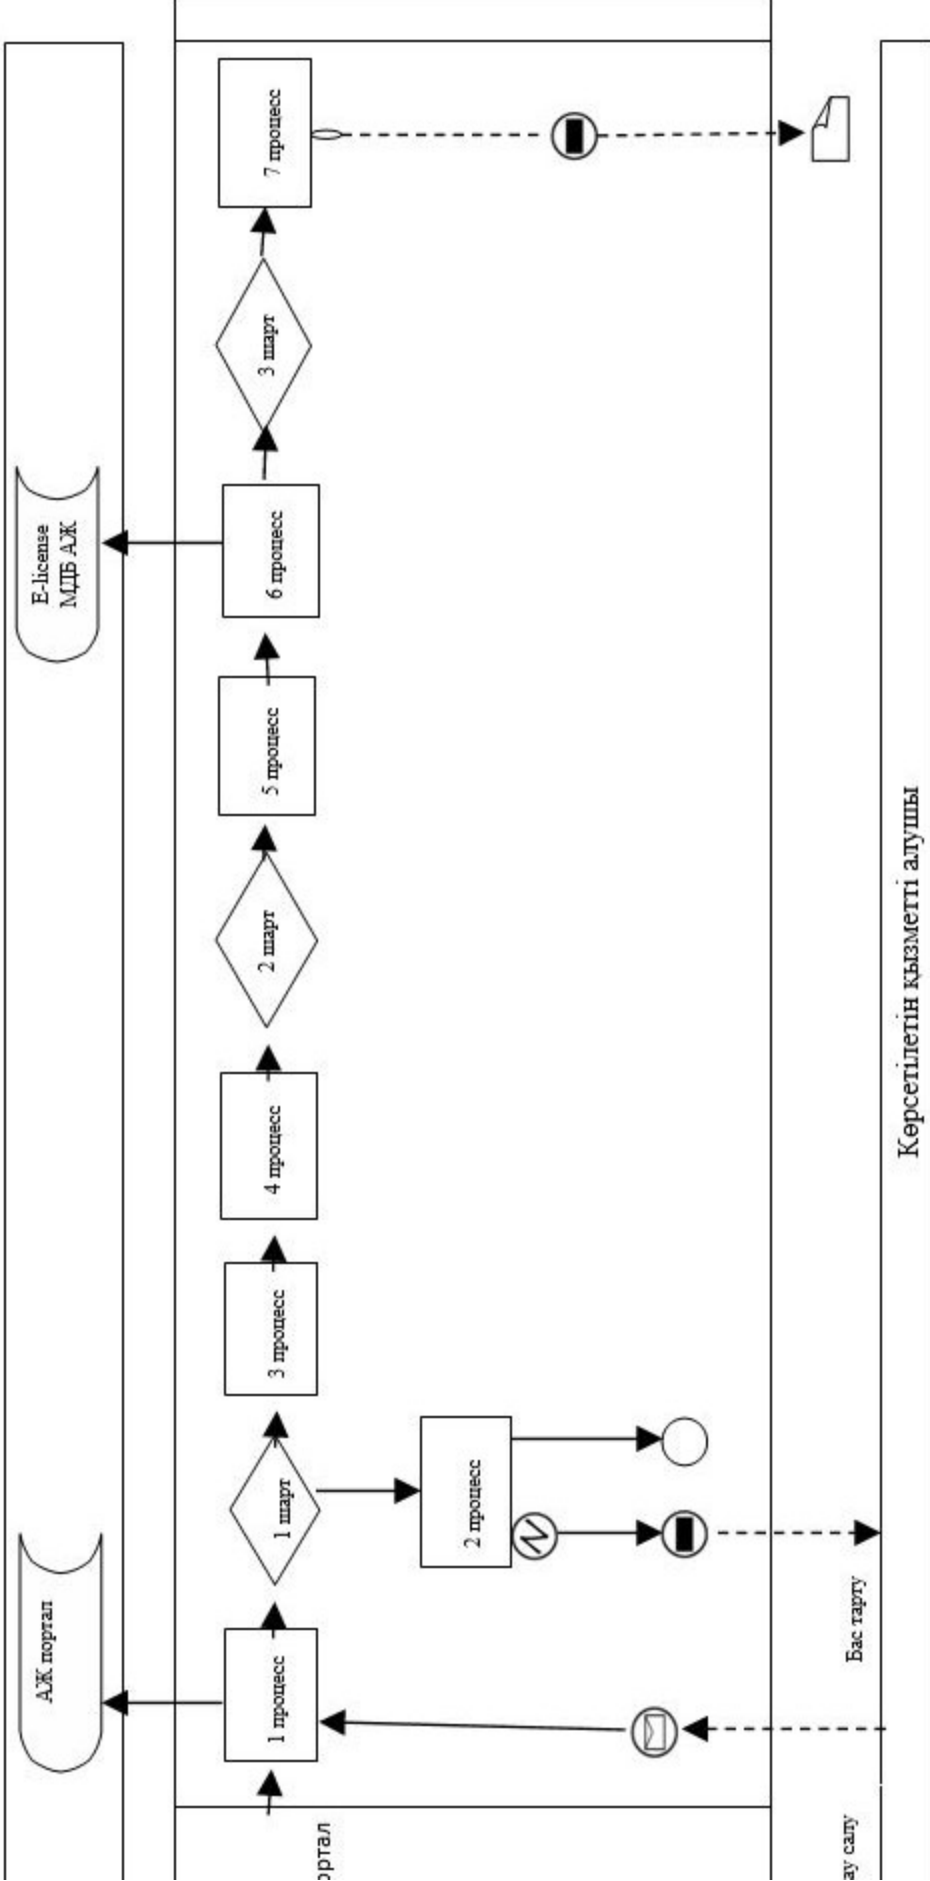 АЖ портал
E-license
МДБ АЖ
1 процесс
1 шарт
3 процесс
4 процесс
2 шарт
5 процесс
6 процесс
3 шарт
7 процесс
ортал
2 процесс
ау салу
Бас тарту
Көрсетілетін қызметті алушы